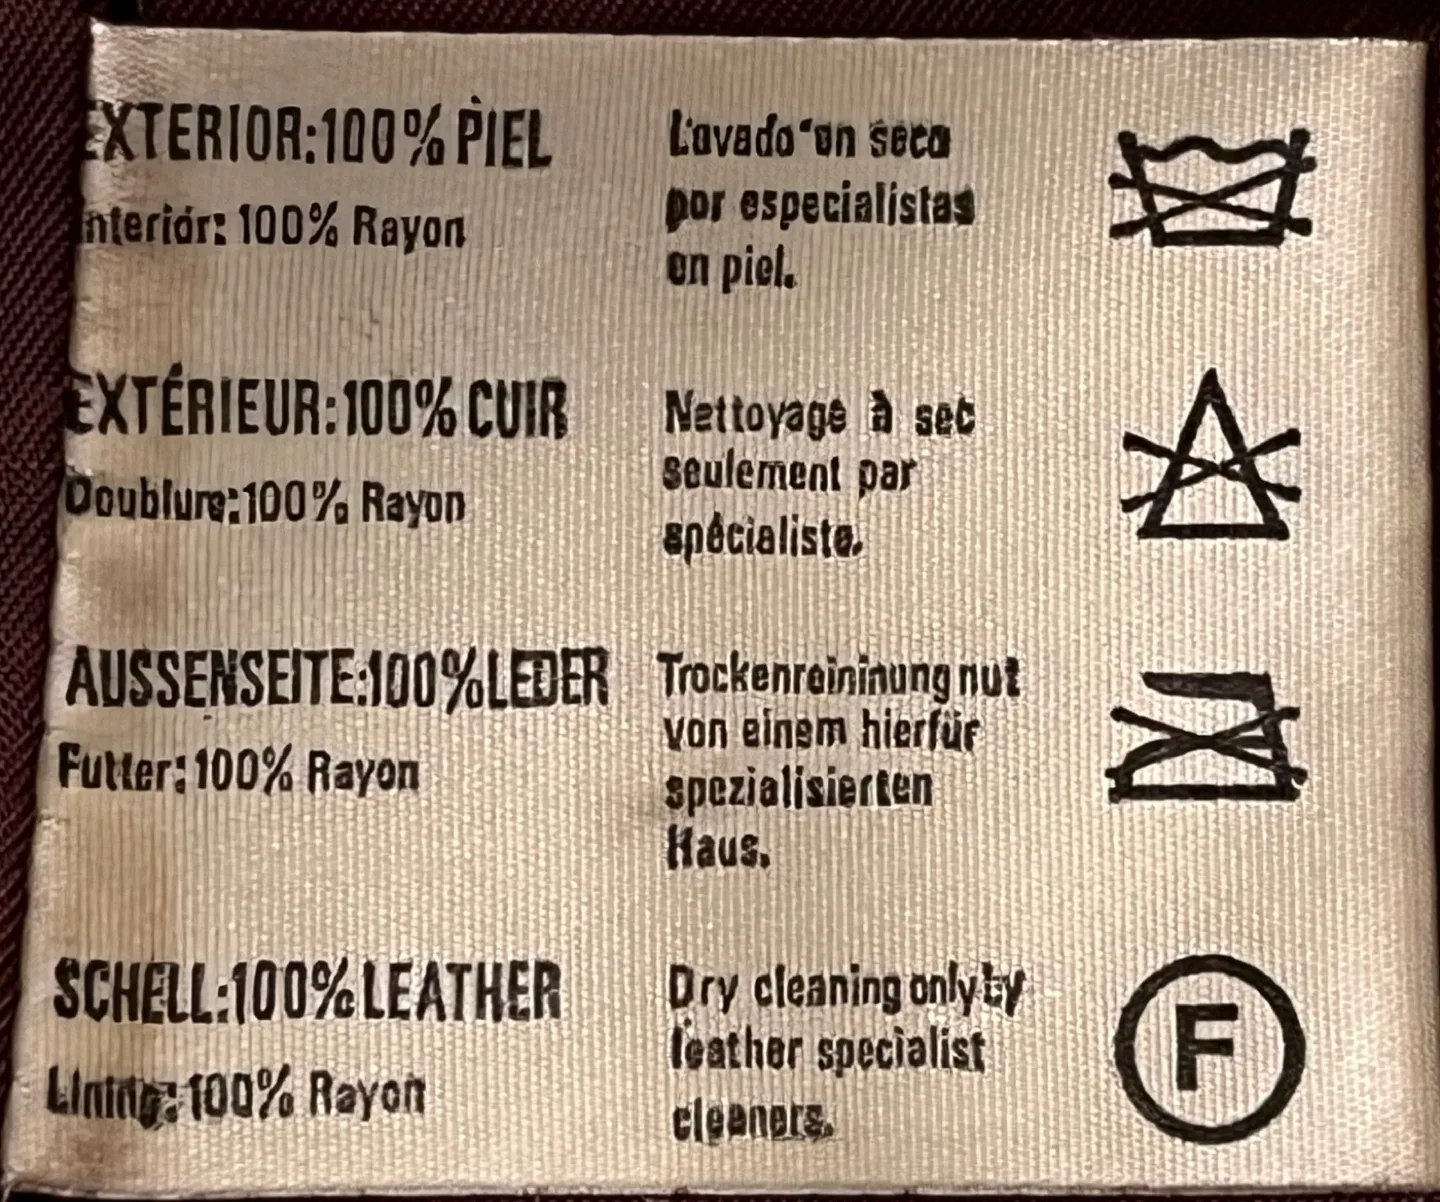 EXTERIOR:100% PIEL
Interior: 100% Rayon
Lavado en seco
por especialistas
en piel.
EXTÉRIEUR:100% CUIR
Doublure:100% Rayon
Nettoyage à sec
seulement par
spécialiste.
AUSSENSEITE:100%LEDER
Futter: 100% Rayon
Trockenreininung nut
von einem hierfür
spezialisierten
Haus.
SCHELL:100% LEATHER
Lining: 100% Rayon
Dry cleaning only by
leather specialist
cleaners.
F